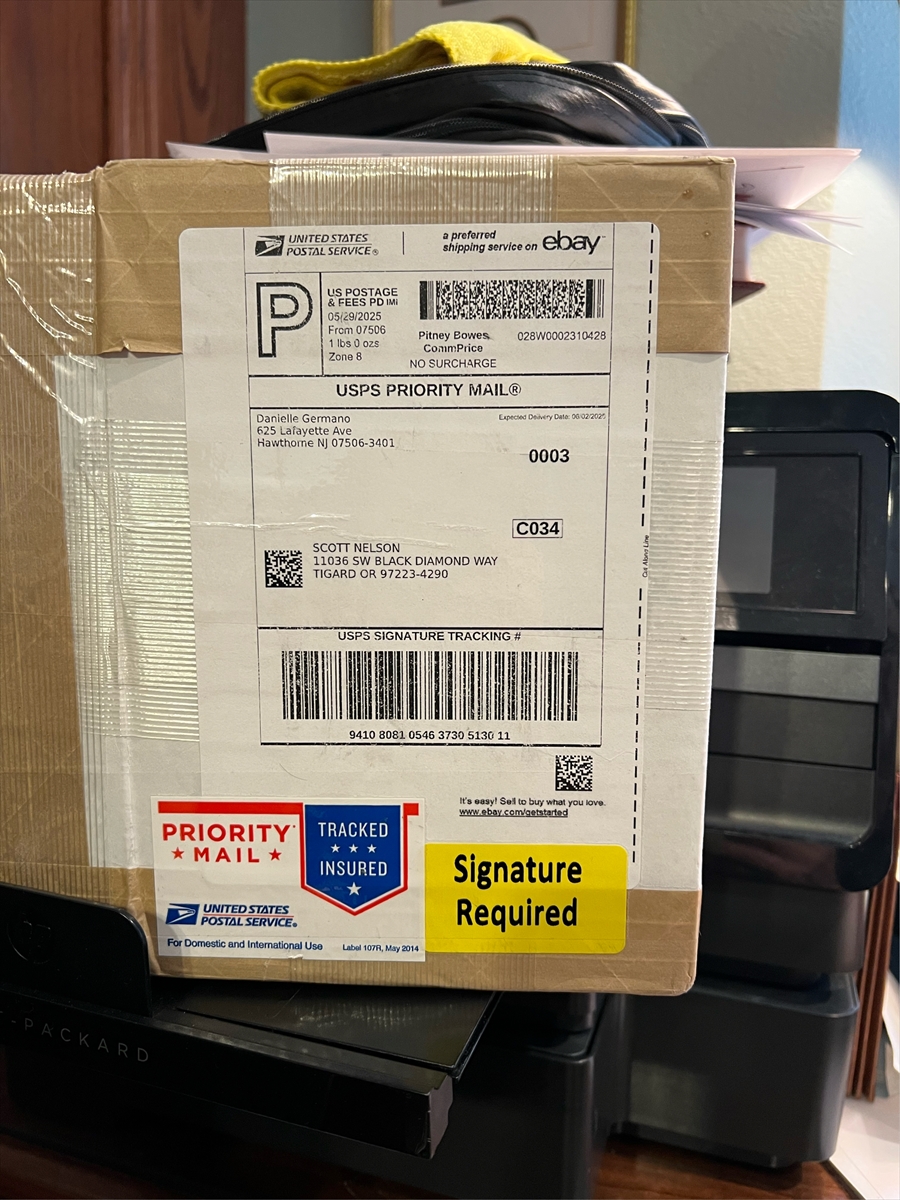 UNITED STATES
POSTAL SERVICE®
a preferred
shipping service on ebay
P
US POSTAGE
& FEES PD IMI
05/29/2025
From 07506
1 lbs 0 ozs
Zone 8
Pitney Bowes
CommPrice
028W0002310428
NO SURCHARGE
USPS PRIORITY MAIL®
Danielle Germano
625 Lafayette Ave
Hawthorne NJ 07506-3401
Expected Delivery Date: 06/02/2025
0003
C034
SCOTT NELSON
11036 SW BLACK DIAMOND WAY
TIGARD OR 97223-4290
Cut Along Line
USPS SIGNATURE TRACKING #
9410 8081 0546 3730 5130 11
It's easy! Sell to buy what you love.
www.ebay.com/getstarted
PRIORITY
MAIL
TRACKED
INSURED
UNITED STATES
POSTAL SERVICE®
For Domestic and International Use
Label 107R, May 2014
Signature
Required
-PACKARD